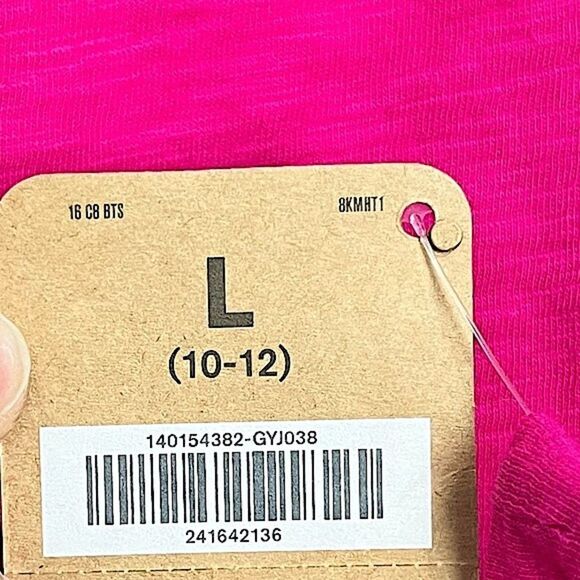 16 C8 BTS 8KMHT1
L
(10-12)
140154382-GYJ038
241642136